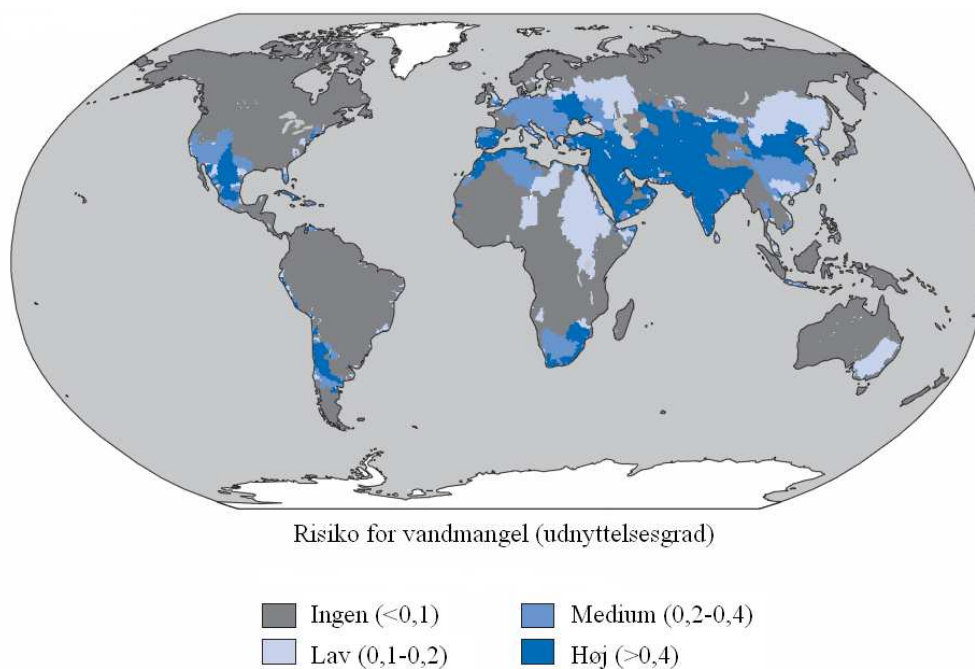 Risiko for vandmangel (udnyttelsesgrad)
Ingen (<0,1)
Medium (0,2-0,4)
Lav (0,1-0,2)
Høj (>0,4)